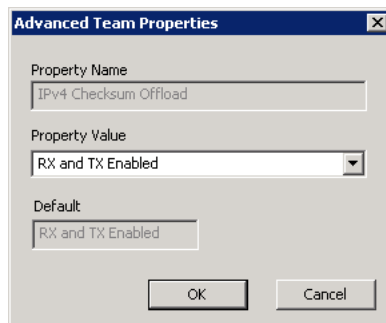 Advanced Team Properties
Property Name
IPv4 Checksum Offload
Property Value
RX and TX Enabled
Default
RX and TX Enabled
OK Cancel